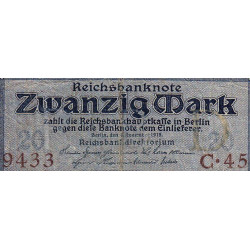 Reichsbanknote
Zwanzig Mark
zahlt die Reichsbankhauptkasse in Berlin
gegen diese Banknote dem Einlieferer.
Berlin, den
Reichsbankdirektorium
20 20
9433 C·45